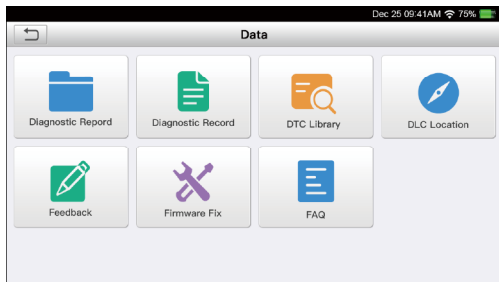 Dec 25 09:41AM 75%
Data
Diagnostic Repord
Diagnostic Record
DTC Library
DLC Location
Feedback
Firmware Fix
FAQ